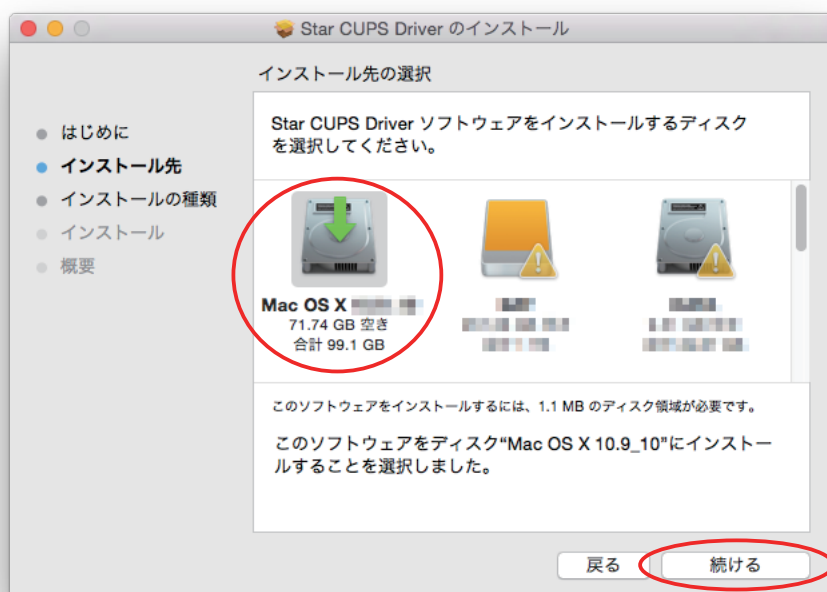 Star CUPS Driver のインストール
インストール先の選択
はじめに
インストール先
インストールの種類
インストール
概要
Star CUPS Driver ソフトウェアをインストールするディスク
を選択してください。
Mac OS X
71.74 GB 空き
合計 99.1 GB
このソフトウェアをインストールするには、1.1 MB のディスク領域が必要です。
このソフトウェアをディスク“Mac OS X 10.9_10”にインストー
ルすることを選択しました。
戻る
続ける